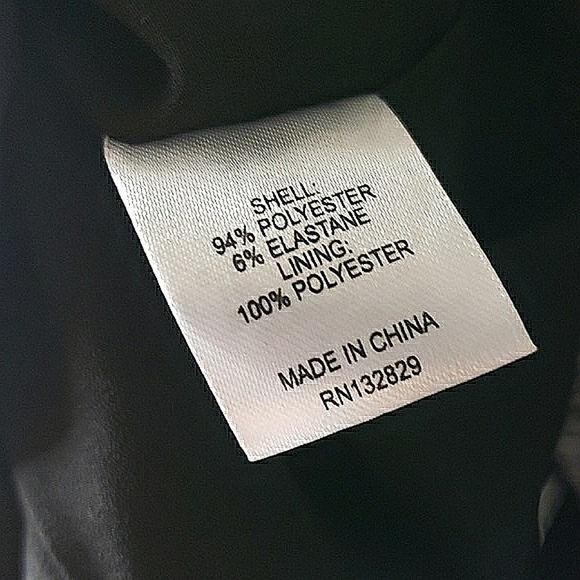 SHELL:
94% POLYESTER
6% ELASTANE
LINING:
100% POLYESTER
MADE IN CHINA
RN132829